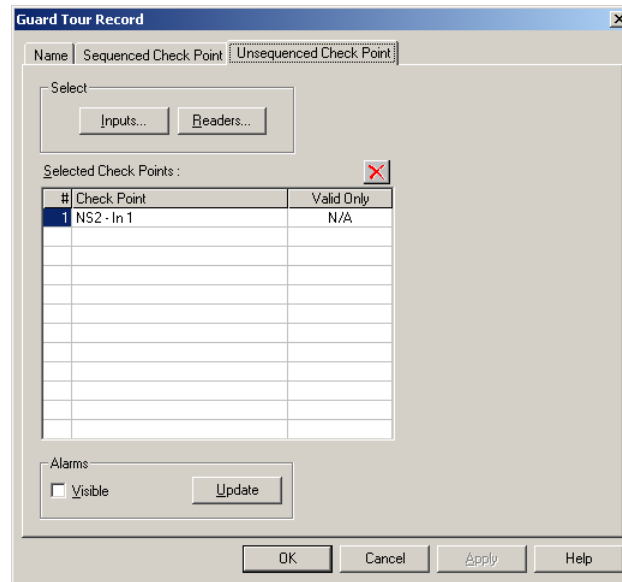 Guard Tour Record
Name Sequenced Check Point Unsequenced Check Point
Select
Inputs... Readers...
Selected Check Points :
# Check Point Valid Only
1 NS2 - In 1 N/A
Alarms
Visible Update
OK Cancel Apply Help